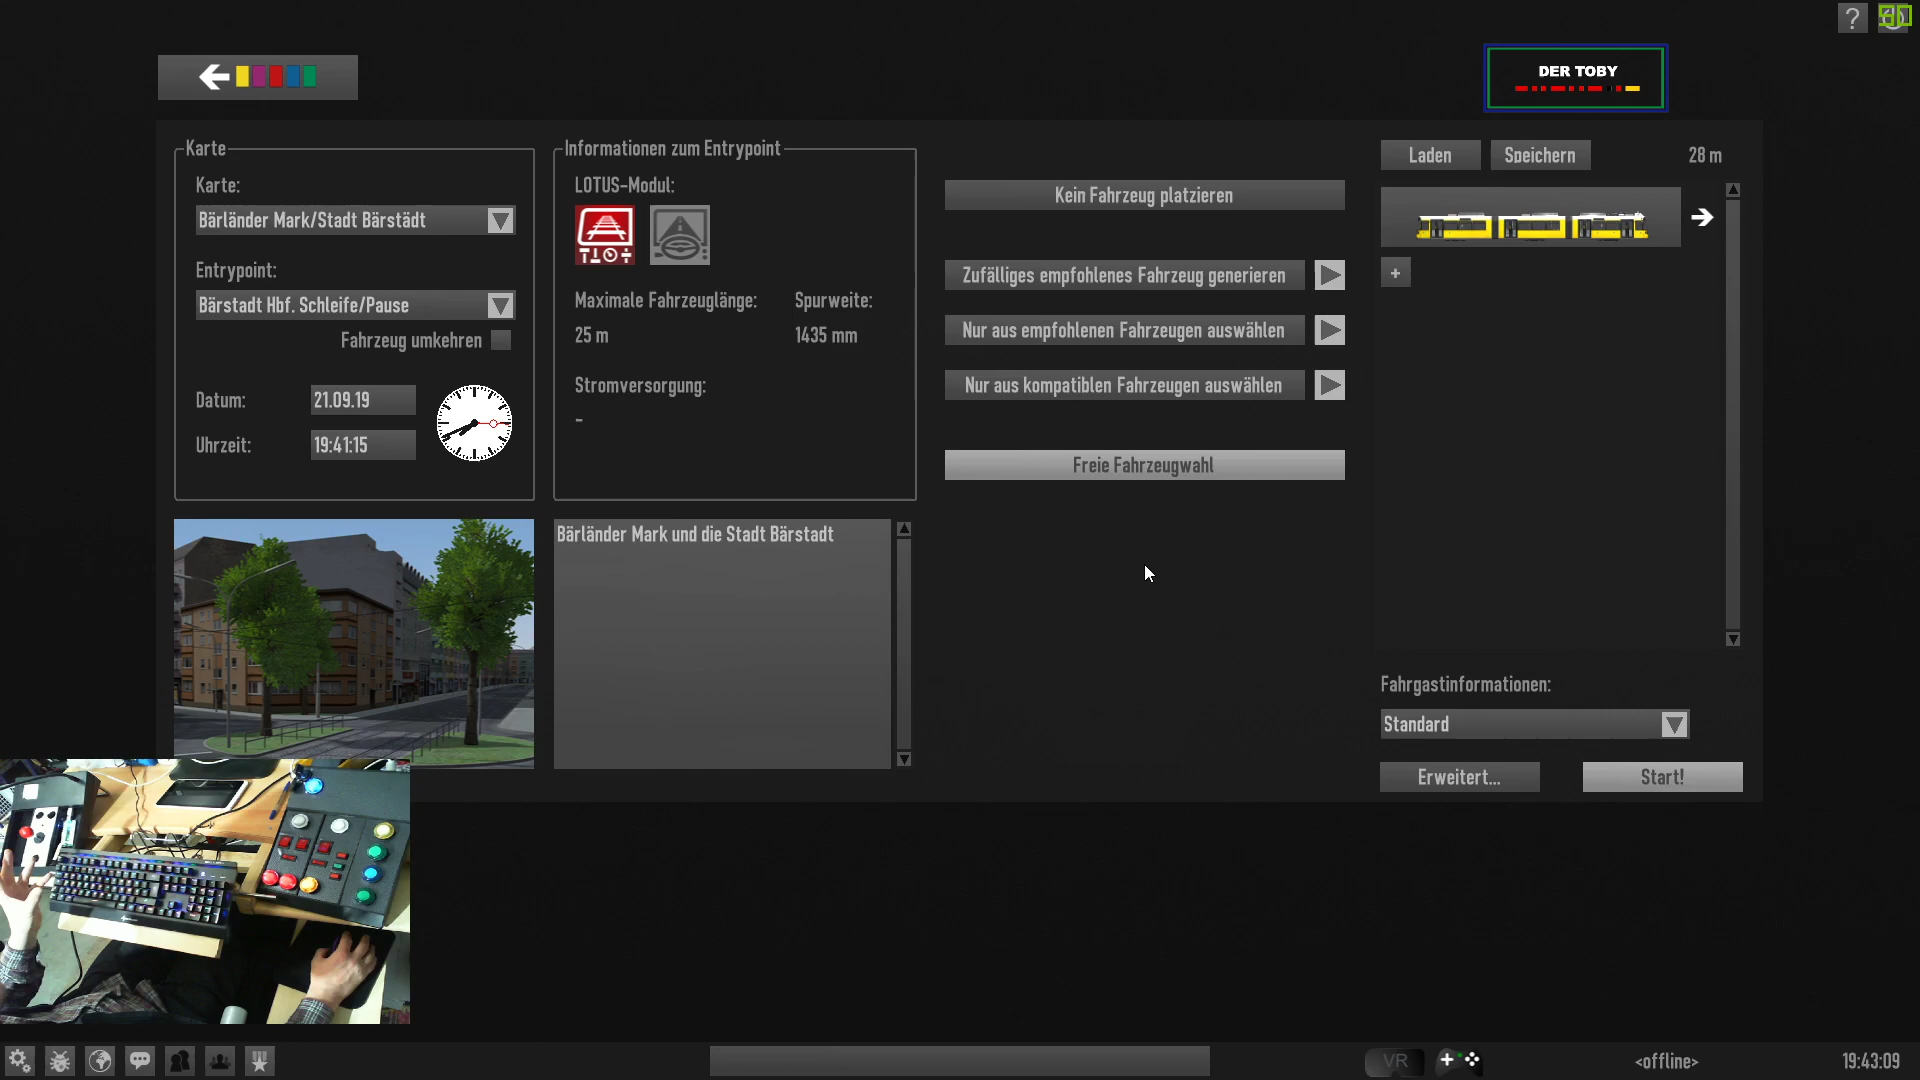 ?
DER TOBY
Karte
Karte:
Bärländer Mark/Stadt Bärstädt
Entrypoint:
Bärstadt Hbf. Schleife/Pause
Fahrzeug umkehren
Datum:
21.09.19
Uhrzeit:
19:41:15
Informationen zum Entrypoint
LOTUS-Modul:
Maximale Fahrzeuglänge:
Spurweite:
25 m
1435 mm
Stromversorgung:
-
Bärländer Mark und die Stadt Bärstadt
Kein Fahrzeug platzieren
Zufälliges empfohlenes Fahrzeug generieren
Nur aus empfohlenen Fahrzeugen auswählen
Nur aus kompatiblen Fahrzeugen auswählen
Freie Fahrzeugwahl
Laden
Speichern
28 m
+
Fahrgastinformationen:
Standard
Erweitert...
Start!
VR
<offline>
19:43:09